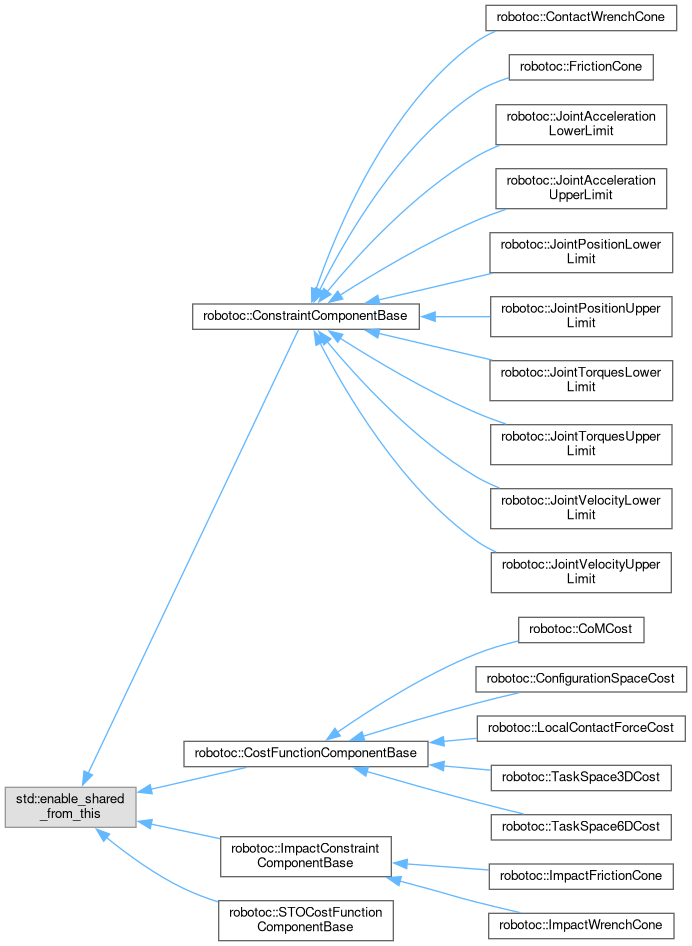 robotoc::ContactWrenchCone
robotoc::FrictionCone
robotoc::JointAcceleration
LowerLimit
robotoc::JointAcceleration
UpperLimit
robotoc::JointPositionLower
Limit
robotoc::ConstraintComponentBase
robotoc::JointPositionUpper
Limit
robotoc::JointTorquesLower
Limit
robotoc::JointTorquesUpper
Limit
robotoc::JointVelocityLower
Limit
robotoc::JointVelocityUpper
Limit
robotoc::CoMCost
robotoc::ConfigurationSpaceCost
robotoc::LocalContactForceCost
robotoc::CostFunctionComponentBase
robotoc::TaskSpace3DCost
std::enable_shared
_from_this
robotoc::TaskSpace6DCost
robotoc::ImpactConstraint
ComponentBase
robotoc::ImpactFrictionCone
robotoc::STOCostFunction
ComponentBase
robotoc::ImpactWrenchCone